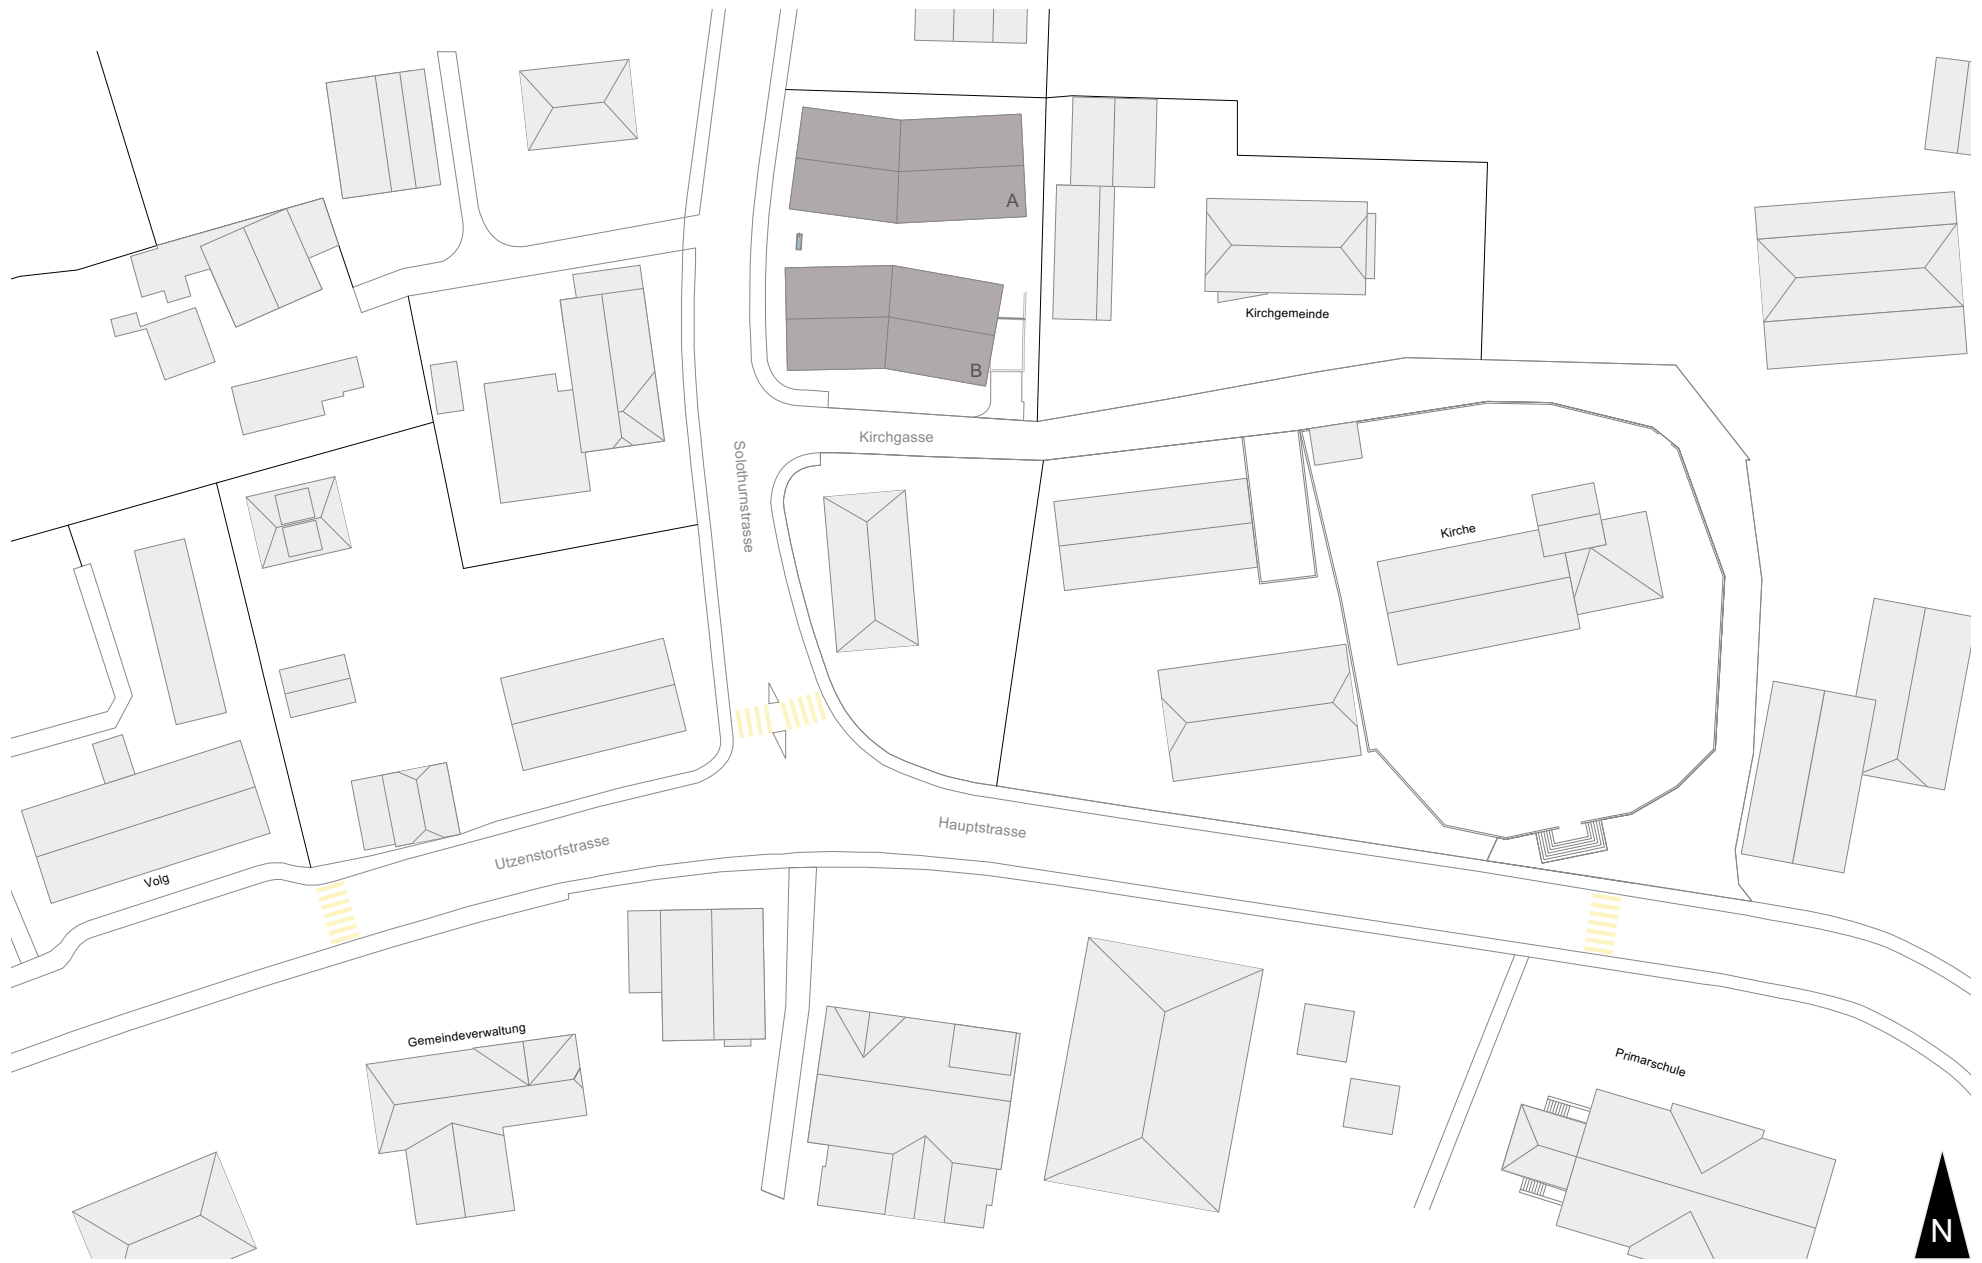 A
Kirchgemeinde
B
Kirchgasse
Solothurnstrasse
Kirche
Hauptstrasse
Utzenstorfstrasse
Volg
Gemeindeverwaltung
Primarschule
N